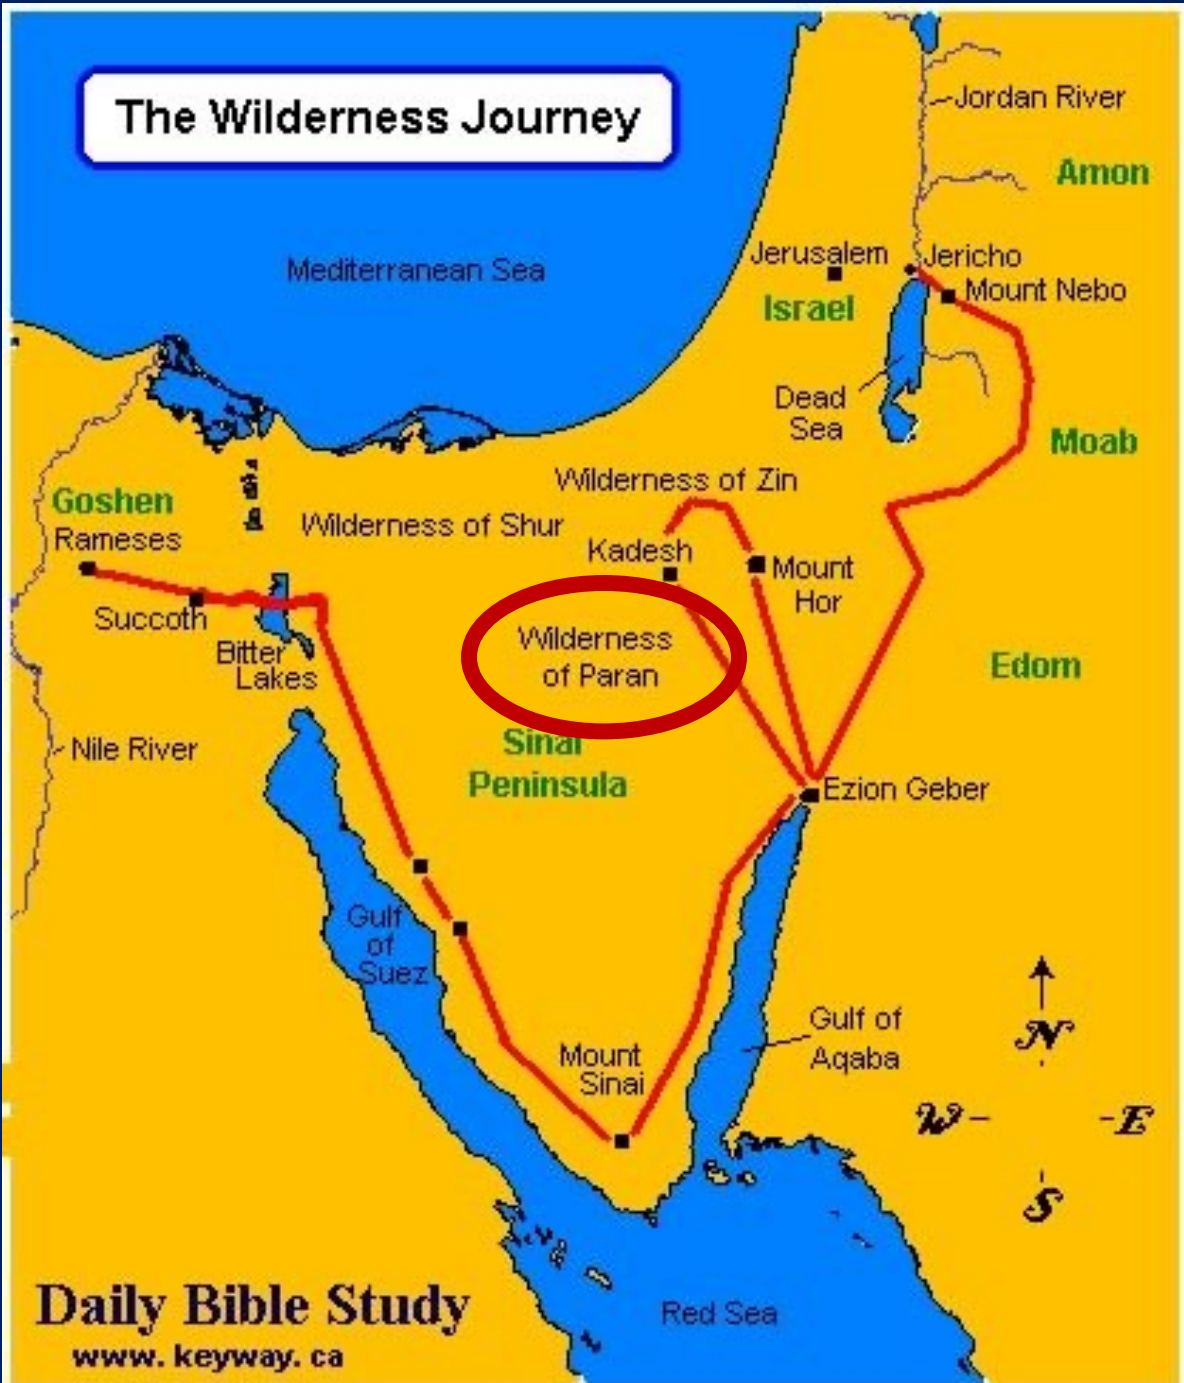 The Wilderness Journey
Jordan River
Amon
Mediterranean Sea
Jerusalem
Jericho
Mount Nebo
Israel
Dead
Sea
Moab
Wilderness of Zin
Goshen
Rameses
Wilderness of Shur
Kadesh
Mount
Hor
Succoth
Bitter
Lakes
Wilderness
of Paran
Edom
Nile River
Sinai
Peninsula
Ezion Geber
Gulf
of
Suez
Gulf of
Aqaba
Mount
Sinai
N
W
E
S
Daily Bible Study
www.keyway.ca
Red Sea